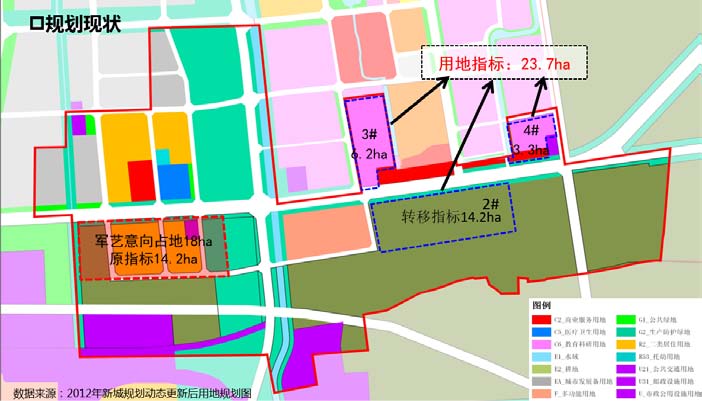 口规划现状
用地指标：23.7ha
3#
6.2ha
4#
3.3ha
2#
转移指标14.2ha
军艺意向占地18ha
原指标14.2ha
图例
C2_商业服务用地
C5_医疗卫生用地
C6_教育科研用地
E1_水域
E2_耕地
EX_城市发展备用地
F_多功能用地
G1_公共绿地
G2_生产防护绿地
R2_二类居住用地
R53_托幼用地
U21_公共交通用地
U31_邮政设施用地
U_市政公用设施用地
数据来源：2012年新城规划动态更新后用地规划图